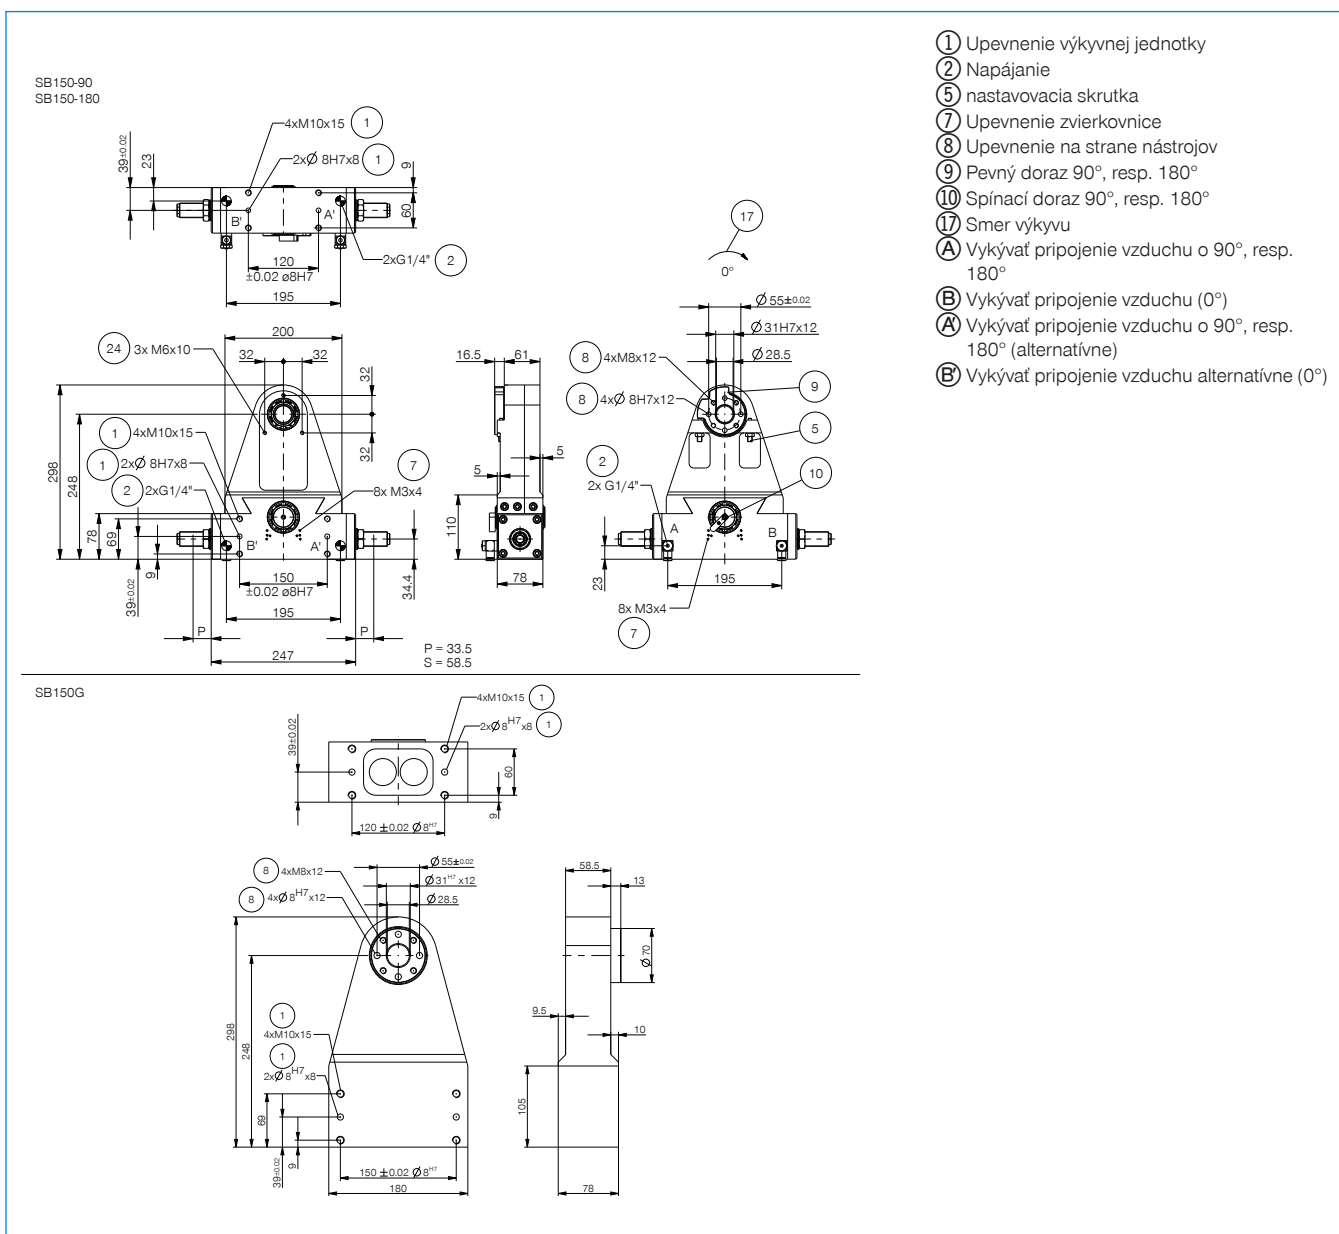 SB150-90
SB150-180
4xM10x15 1
2xØ 8H7x8 1
39±0.02
23
9
60
B'
A'
2xG1/4" 2
120
±0.02 ø8H7
195
200
24 3x M6x10
32
32
32
32
1 4xM10x15
1 2xØ 8H7x8
2 2xG1/4"
7
8x M3x4
298
248
78
69
39±0.02
9
B'
A'
34.4
150
±0.02 ø8H7
195
P
P
247
P = 33.5
S = 58.5
16.5
61
5
5
110
78
17
0°
Ø 55±0.02
Ø 31H7x12
Ø 28.5
8 4xM8x12
8 4xØ 8H7x12
9
5
2
2x G1/4"
10
A
B
23
195
8x M3x4
7
SB150G
4xM10x15 1
2xØ 8H7 x8 1
39±0.02
60
9
120 ±0.02 Ø 8H7
8 4xM8x12
8 4xØ 8H7 x12
Ø 55±0.02
Ø 31H7 x12
Ø 28.5
298
248
1
4xM10x15
1
2xØ 8H7 x8
69
39±0.02
9
150 ±0.02 Ø 8H7
180
58.5
13
Ø 70
9.5
10
105
78
1 Upevnenie výkyvnej jednotky
2 Napájanie
5 nastavovacia skrutka
7 Upevnenie zvierkovnice
8 Upevnenie na strane nástrojov
9 Pevný doraz 90°, resp. 180°
10 Spínací doraz 90°, resp. 180°
17 Smer výkyvu
A Vykývať pripojenie vzduchu o 90°, resp.
180°
B Vykývať pripojenie vzduchu (0°)
A' Vykývať pripojenie vzduchu o 90°, resp.
180° (alternatívne)
B' Vykývať pripojenie vzduchu alternatívne (0°)